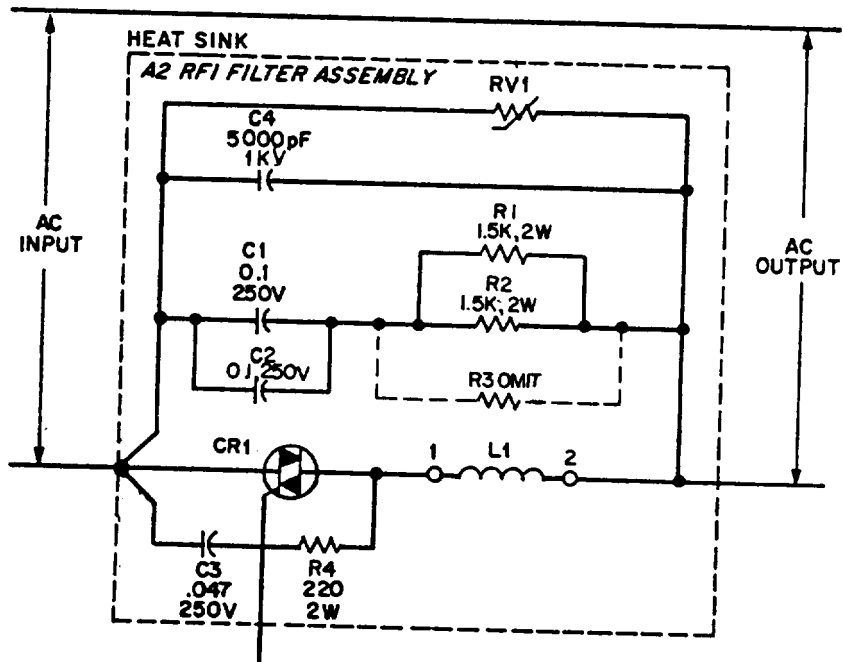 HEAT SINK
A2 RFI FILTER ASSEMBLY
RV1
C4
5000pF
1KV
AC
INPUT
C1
0.1
250V
R1
1.5K, 2W
R2
1.5K, 2W
AC
OUTPUT
C2
0.1 250V
R3 OMIT
CR1
1
L1
2
C3
.047
250V
R4
220
2W